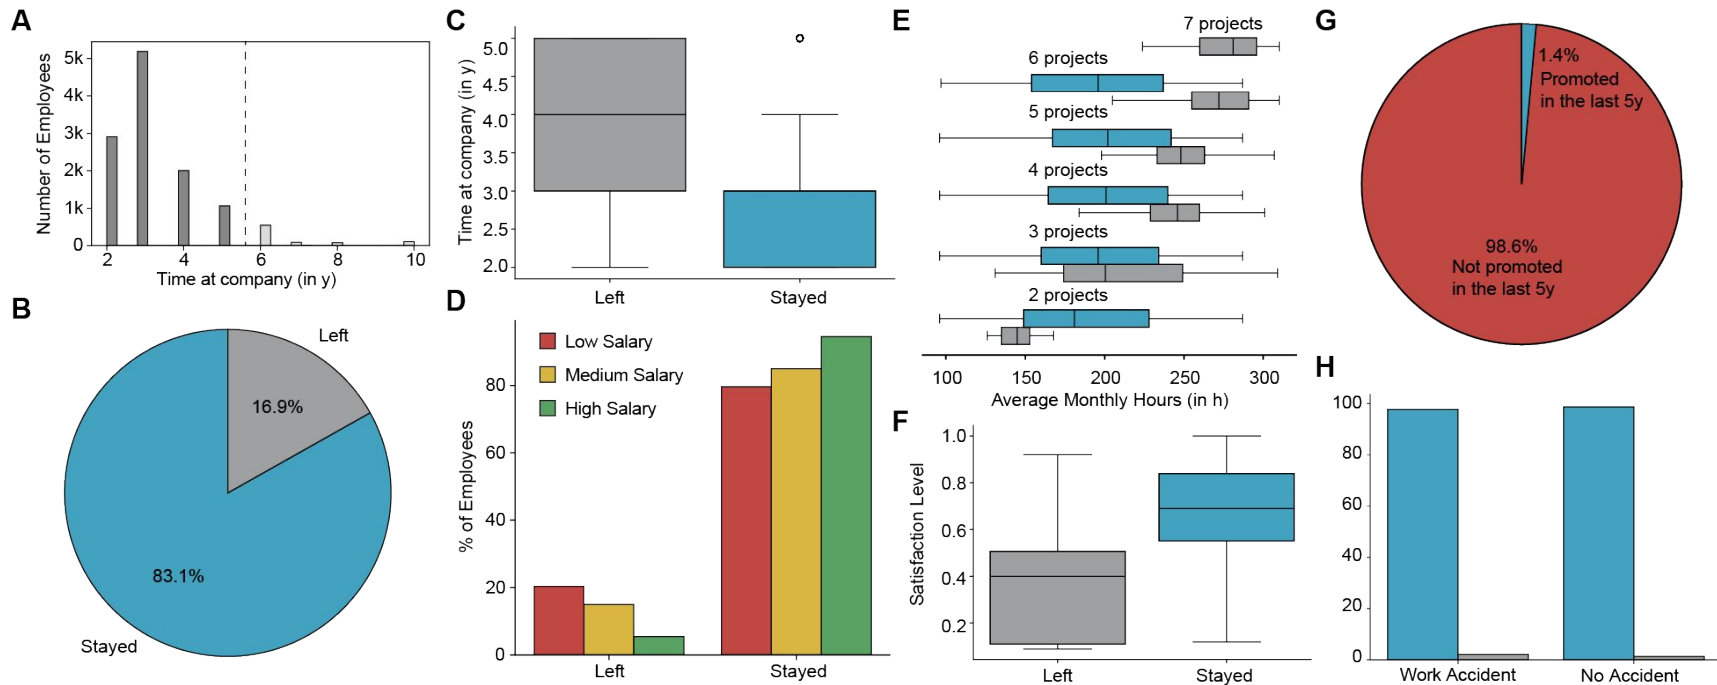 A
Number of Employees
5k
4k
3k
2k
1k
0
2
4
6
8
10
Time at company (in y)
B
Left
16.9%
83.1%
Stayed
C
Time at company (in y)
5.0
4.5
4.0
3.5
3.0
2.5
2.0
Left
Stayed
D
% of Employees
80
60
40
20
0
Low Salary
Medium Salary
High Salary
Left
Stayed
E
7 projects
6 projects
5 projects
4 projects
3 projects
2 projects
100
150
200
250
300
Average Monthly Hours (in h)
F
Satisfaction Level
1.0
0.8
0.6
0.4
0.2
Left
Stayed
G
1.4%
Promoted
in the last 5y
98.6%
Not promoted
in the last 5y
H
100
80
60
40
20
0
Work Accident
No Accident